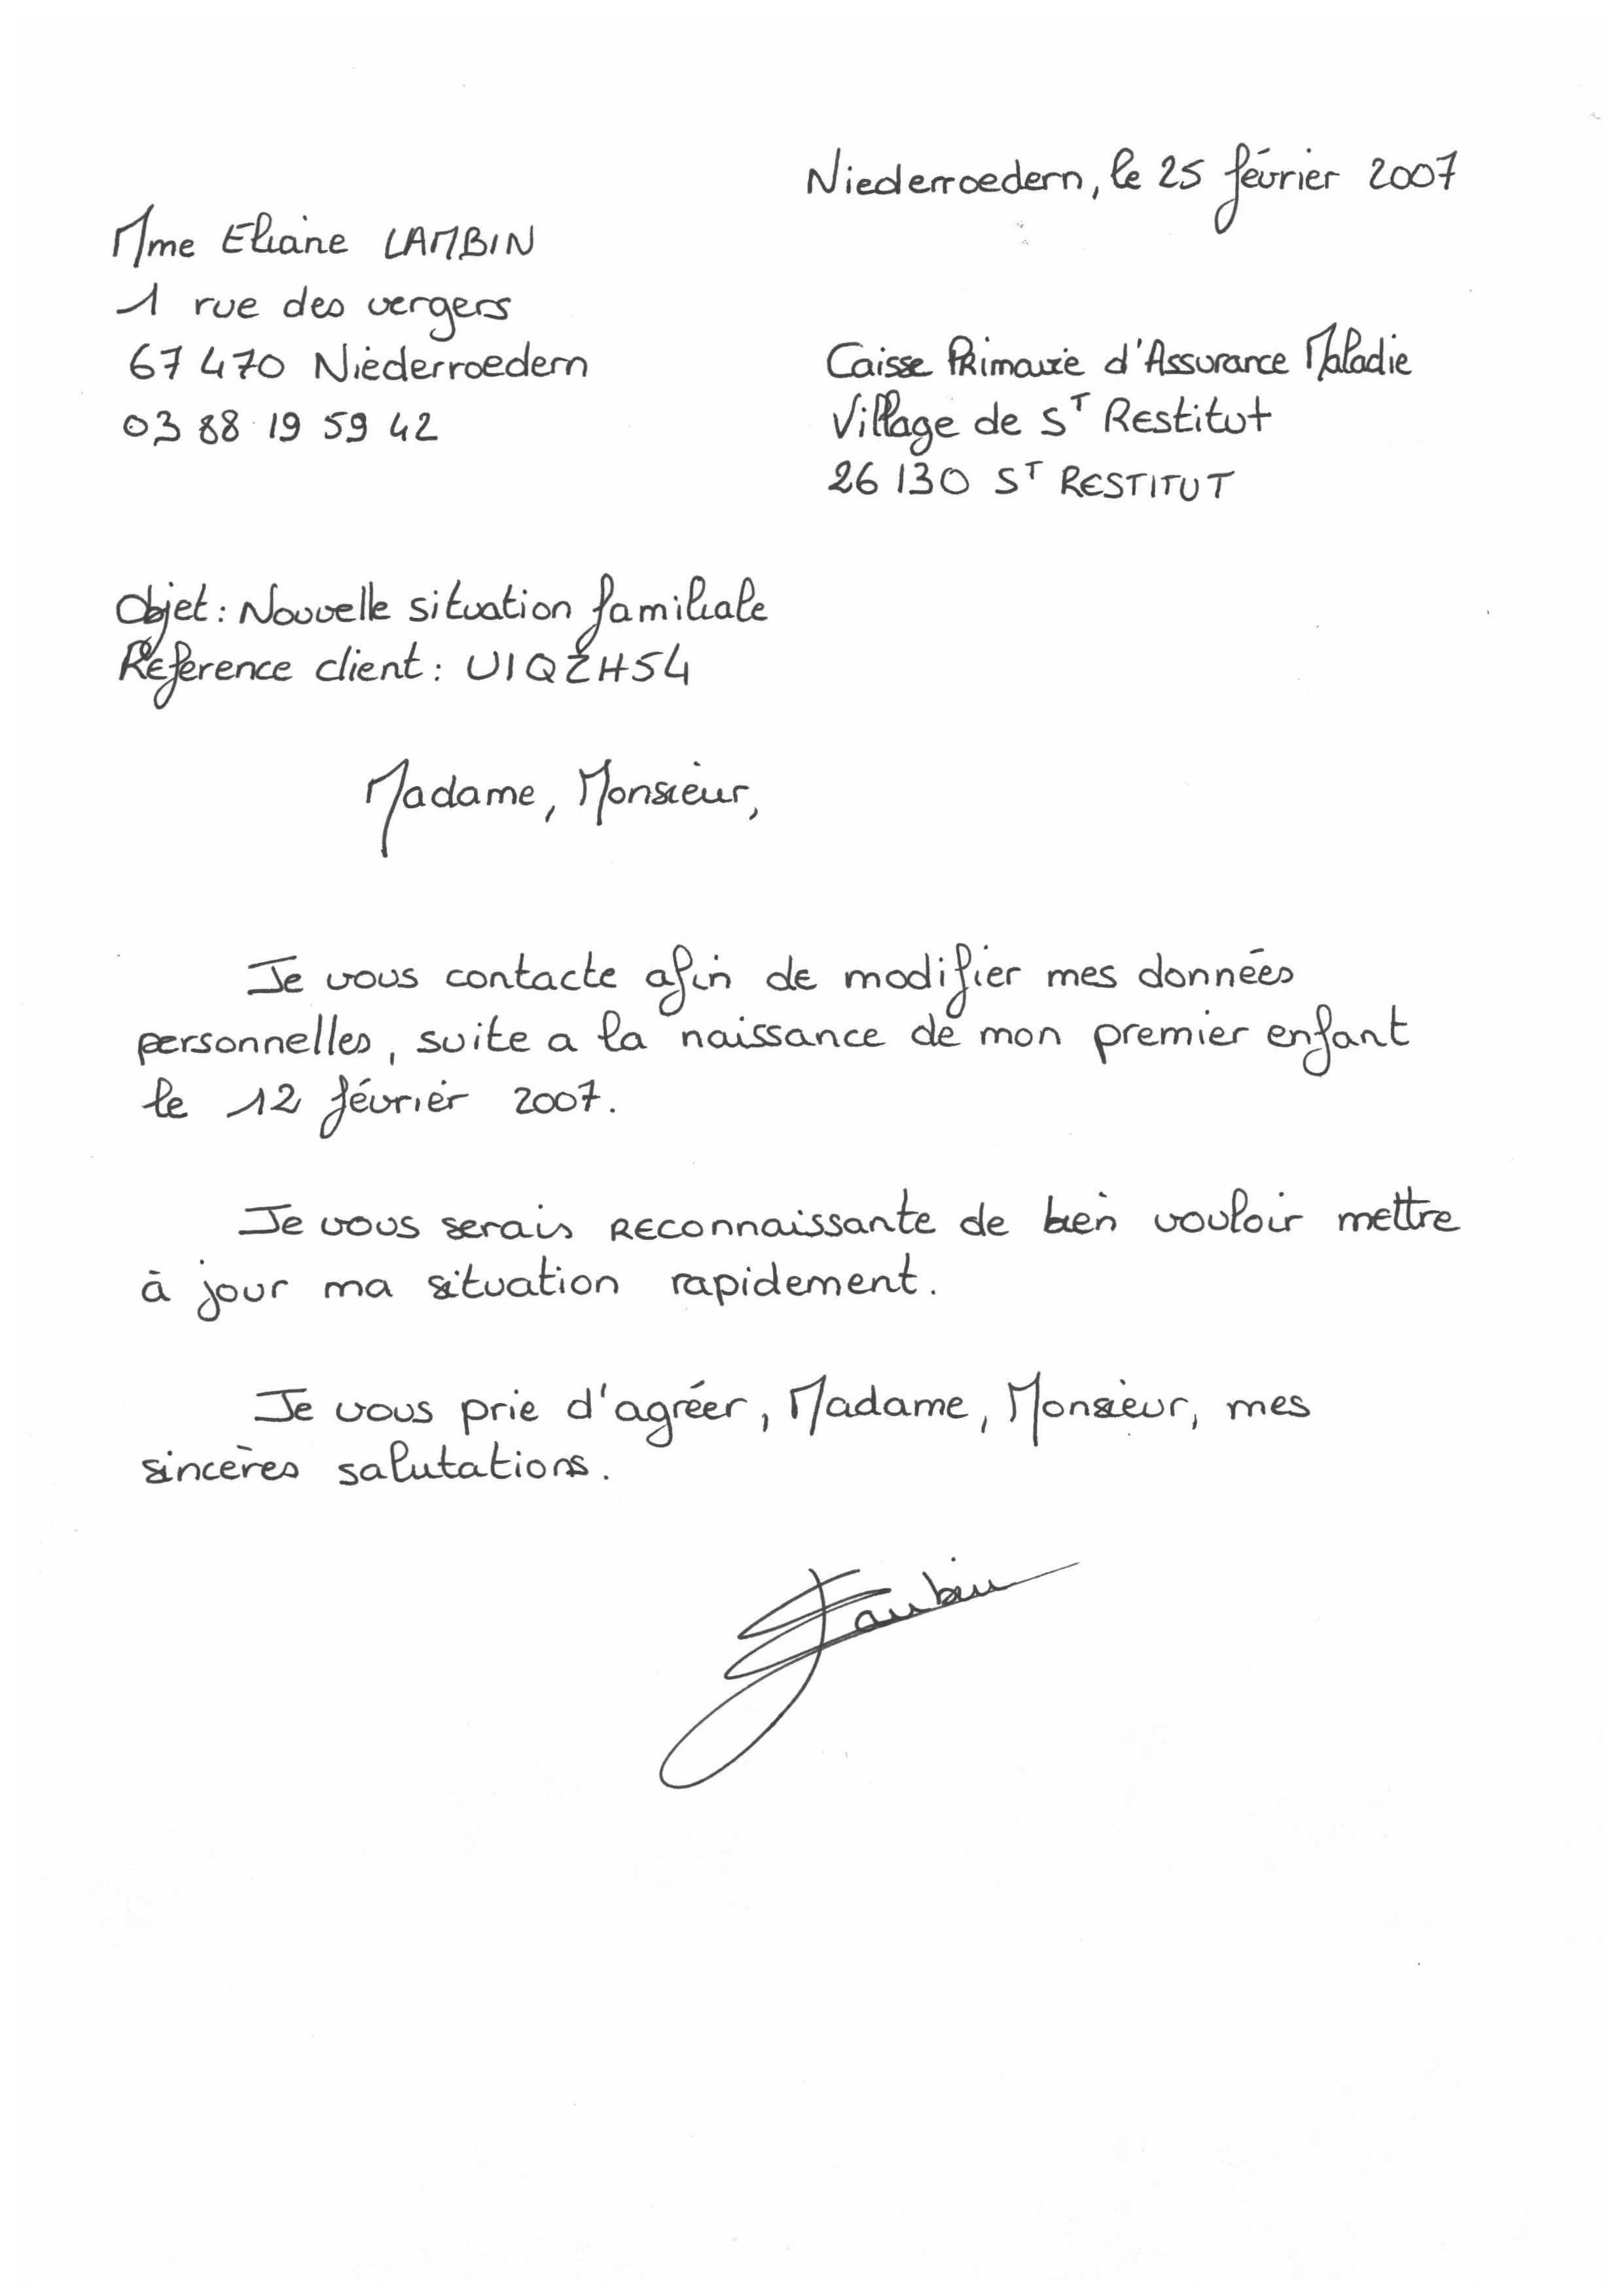 Niederroedern, le 25 février 2007
Mme Eliane LAMBIN
1 rue des vergers
67 470 Niederroedern
03 88 19 59 42
Caisse Primaire d'Assurance Maladie
Village de St Restitut
26 130 St RESTITUT
Objet : Nouvelle situation familiale
Réference client : UIQZH54
Madame, Monsieur,
Je vous contacte afin de modifier mes données
personnelles, suite a la naissance de mon premier enfant
le 12 février 2007.
Je vous serais reconnaissante de bien vouloir mettre
à jour ma situation rapidement.
Je vous prie d'agréer, Madame, Monsieur, mes
sincères salutations.
Lambin